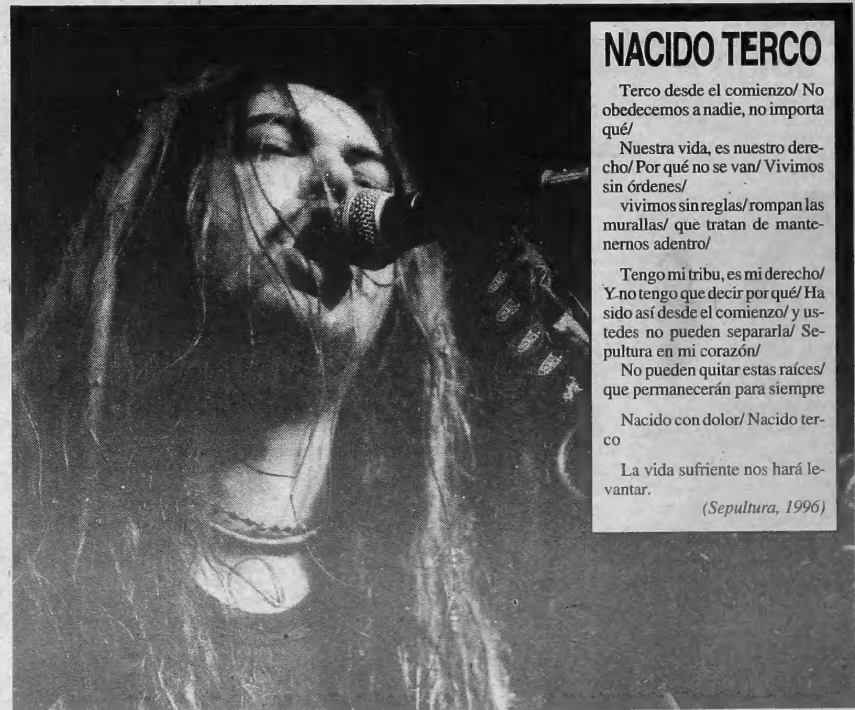 NACIDO TERCO
Terco desde el comienzo/ No
obedecemos a nadie, no importa
qué/
Nuestra vida, es nuestro dere-
cho/ Por qué no se van/ Vivimos
sin órdenes/
vivimos sin reglas/ rompan las
murallas/ que tratan de mante-
nernos adentro/
Tengo mi tribu, es mi derecho/
Y no tengo que decir por qué/ Ha
sido así desde el comienzo/ y us-
tedes no pueden separarla/ Se-
pultura en mi corazón/
No pueden quitar estas raíces/
que permanecerán para siempre
Nacido con dolor/ Nacido ter-
co
La vida sufriente nos hará le-
vantar.
(Sepultura, 1996)